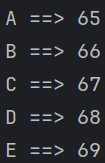 A ==> 65
B ==> 66
C ==> 67
D ==> 68
E ==> 69